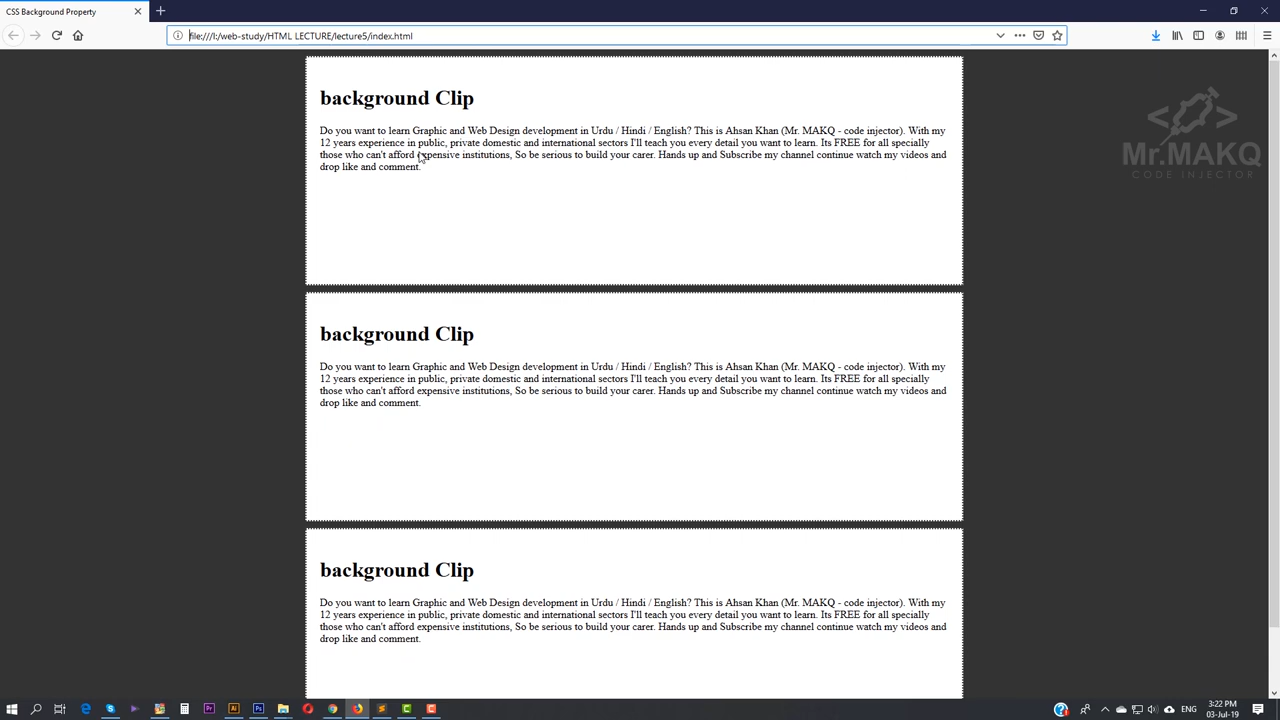 CSS Background Property
file:///I:/web-study/HTML LECTURE/lecture5/index.html
background Clip
Do you want to learn Graphic and Web Design development in Urdu / Hindi / English? This is Ahsan Khan (Mr. MAKQ - code injector). With my
12 years experience in public, private domestic and international sectors I'll teach you every detail you want to learn. Its FREE for all specially
those who can't afford expensive institutions, So be serious to build your carer. Hands up and Subscribe my channel continue watch my videos and
drop like and comment.
Mr.MAKQ
CODE INJECTOR
background Clip
Do you want to learn Graphic and Web Design development in Urdu / Hindi / English? This is Ahsan Khan (Mr. MAKQ - code injector). With my
12 years experience in public, private domestic and international sectors I'll teach you every detail you want to learn. Its FREE for all specially
those who can't afford expensive institutions, So be serious to build your carer. Hands up and Subscribe my channel continue watch my videos and
drop like and comment.
background Clip
Do you want to learn Graphic and Web Design development in Urdu / Hindi / English? This is Ahsan Khan (Mr. MAKQ - code injector). With my
12 years experience in public, private domestic and international sectors I'll teach you every detail you want to learn. Its FREE for all specially
those who can't afford expensive institutions, So be serious to build your carer. Hands up and Subscribe my channel continue watch my videos and
drop like and comment.
Pr
Ai
Ps
3:22 PM
03-Jul-19